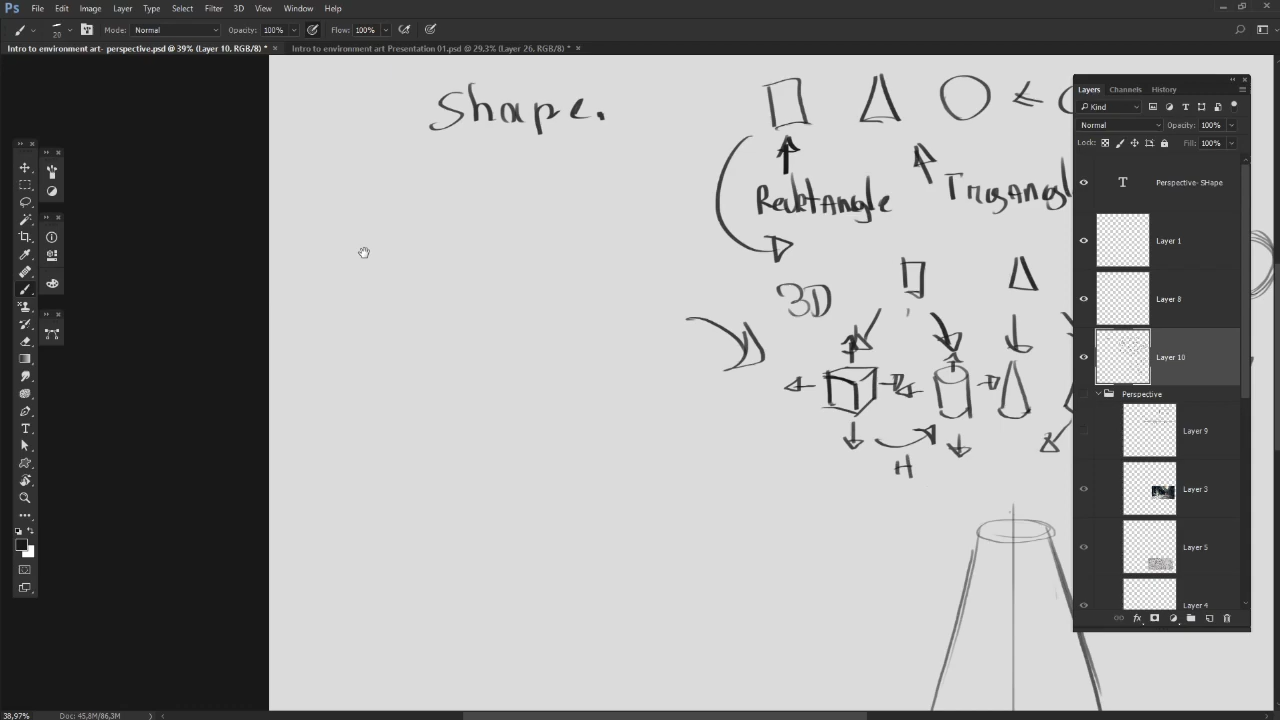 Ps File Edit Image Layer Type Select Filter 3D View Window Help
20 Mode: Normal Opacity: 100% Flow: 100%
Intro to environment art- perspective.psd @ 39% (Layer 10, RGB/8) * × Intro to environment art Presentation 01.psd @ 29,3% (Layer 26, RGB/8) * ×
Shape.
3D
H
Layers Channels History
Kind
Normal Opacity: 100%
Lock: Fill: 100%
T Perspective- SHape
Layer 1
Layer 8
Layer 10
Perspective
Layer 9
Layer 3
Layer 5
Layer 4
fx
38,97% Doc: 45,8M/86,3M